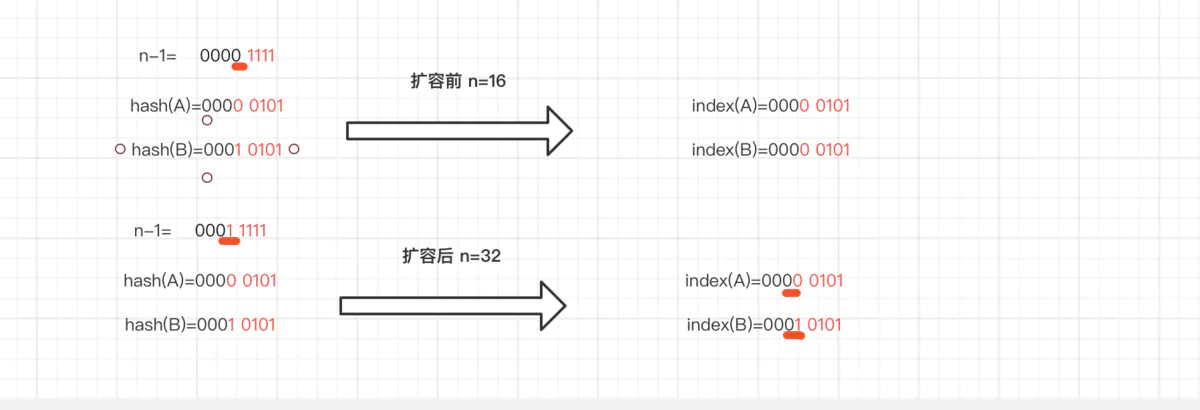 n-1= 0000 1111
扩容前 n=16
hash(A)=0000 0101
index(A)=0000 0101
hash(B)=0001 0101
index(B)=0000 0101
n-1= 0001 1111
扩容后 n=32
hash(A)=0000 0101
index(A)=0000 0101
hash(B)=0001 0101
index(B)=0001 0101